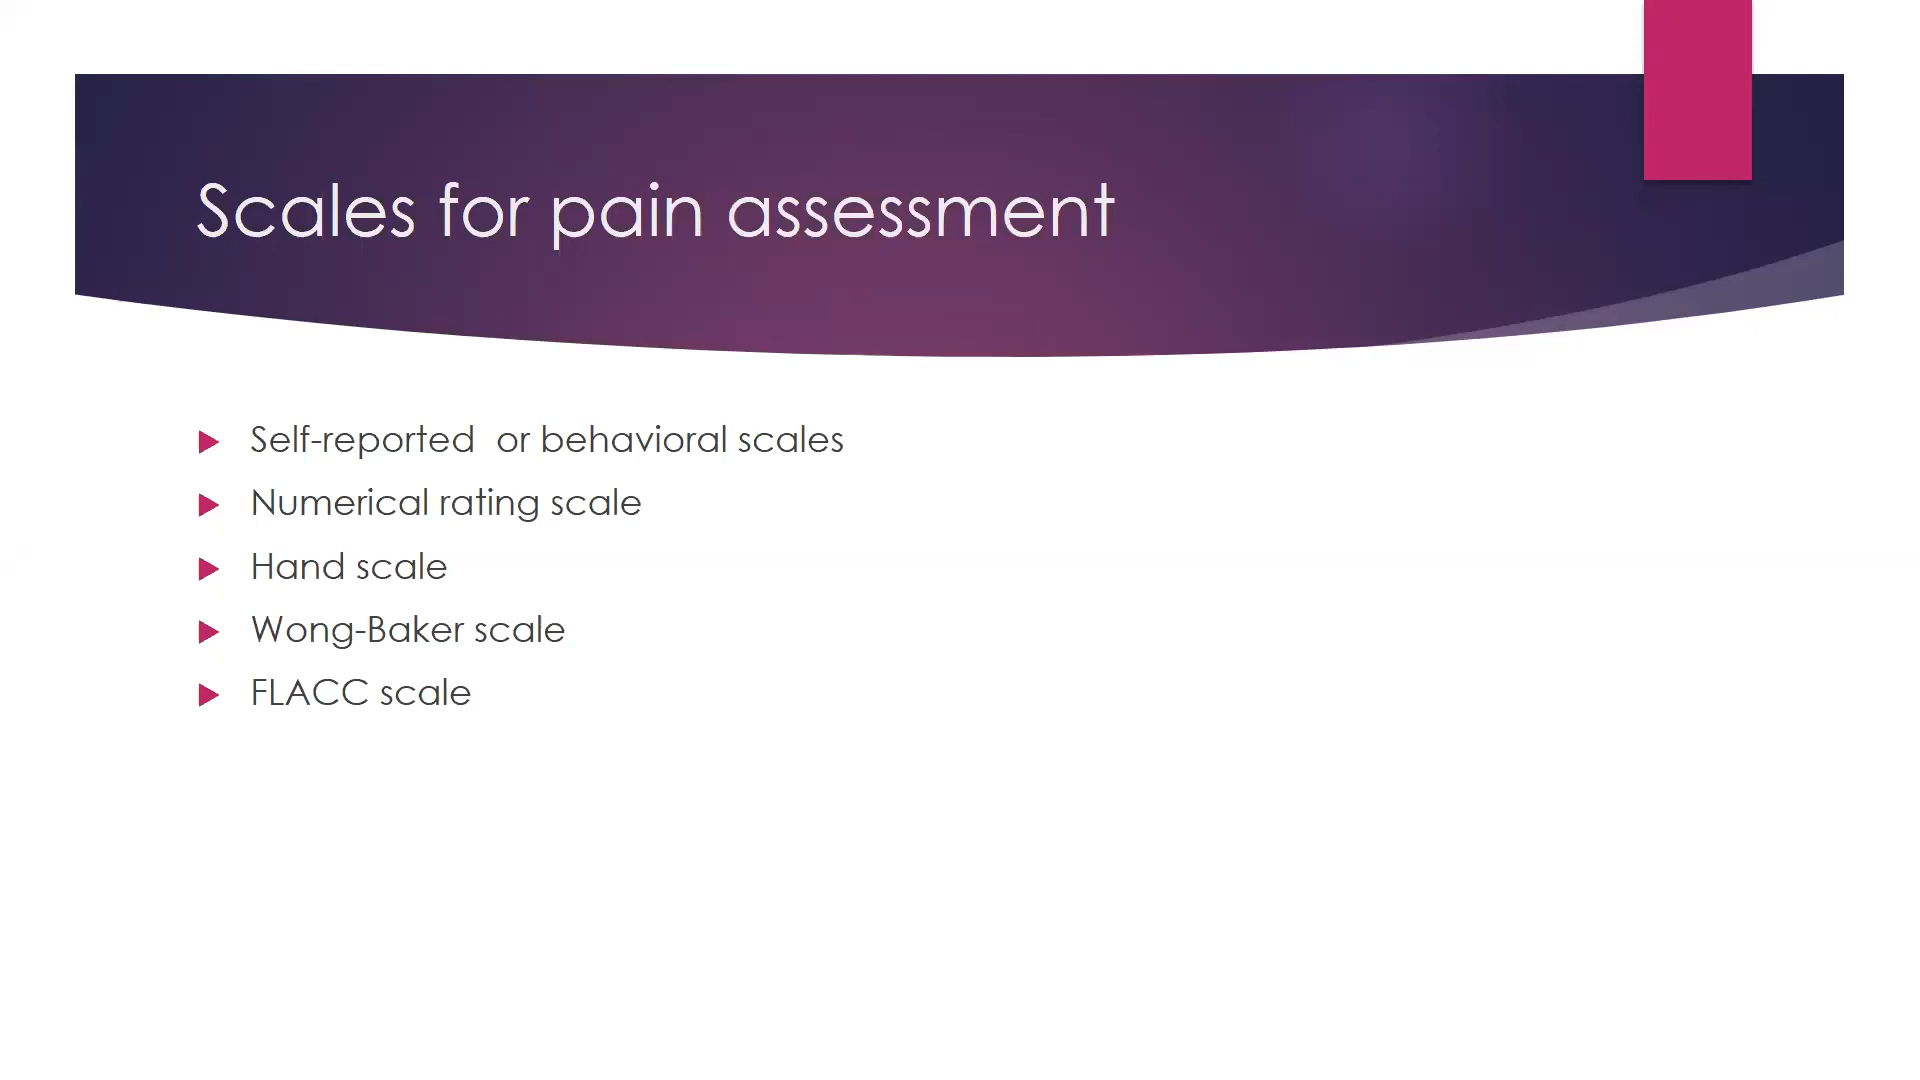 Scales for pain assessment
Self-reported  or behavioral scales
Numerical rating scale
Hand scale
Wong-Baker scale
FLACC scale